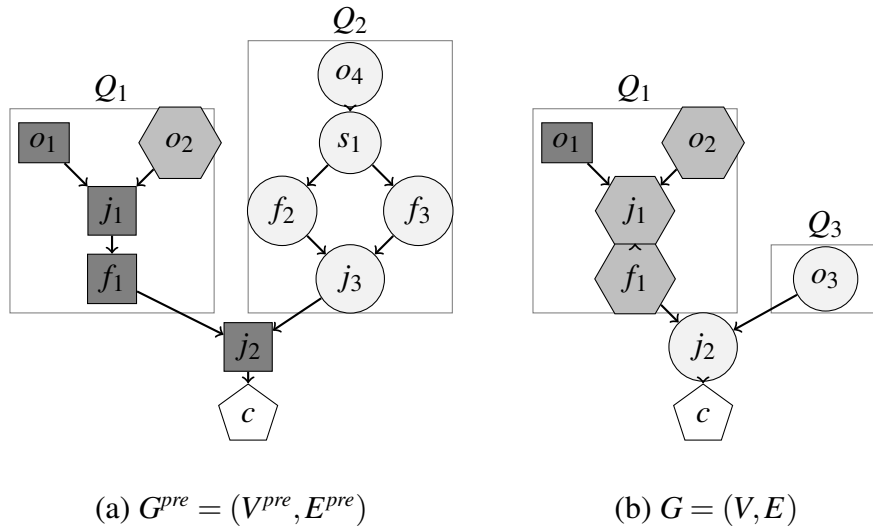 Q₂
Q₁ Q₁
o₄
o₁ o₂ s₁ o₁ o₂
j₁ f₂ f₃ j₁ Q₃
f₁ j₃ f₁ o₃
j₂ j₂
c c
(a) Gᵖʳᵉ = (Vᵖʳᵉ, Eᵖʳᵉ) (b) G = (V, E)